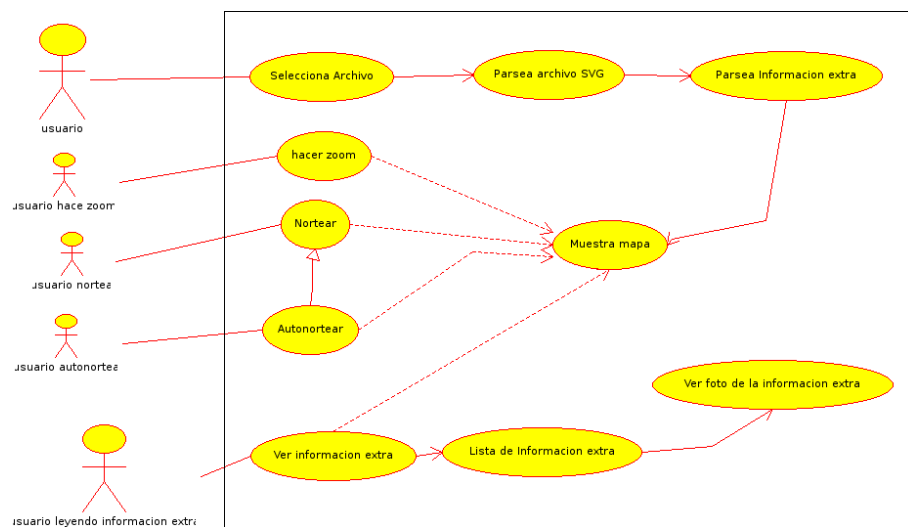 Selecciona Archivo
Parsea archivo SVG
Parsea Informacion extra
usuario
hacer zoom
usuario hace zoom
Nortear
Muestra mapa
usuario nortea
Autonortear
usuario autonortea
Ver foto de la informacion extra
Ver informacion extra
Lista de Informacion extra
usuario leyendo informacion extra